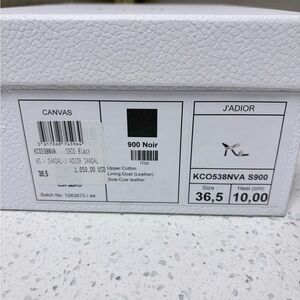 CANVAS
KCO538NVA S900 Black
WS - SANDAL-J'ADIOR SANDAL
36,5 1.050,00 USD
Batch No. 1263873 / 44
900 Noir
Upper Cotton
Lining Goat (Leather)
Sole Cow leather
J'ADIOR
KCO538NVA S900
Size Heel (cm)
36,5 10,00